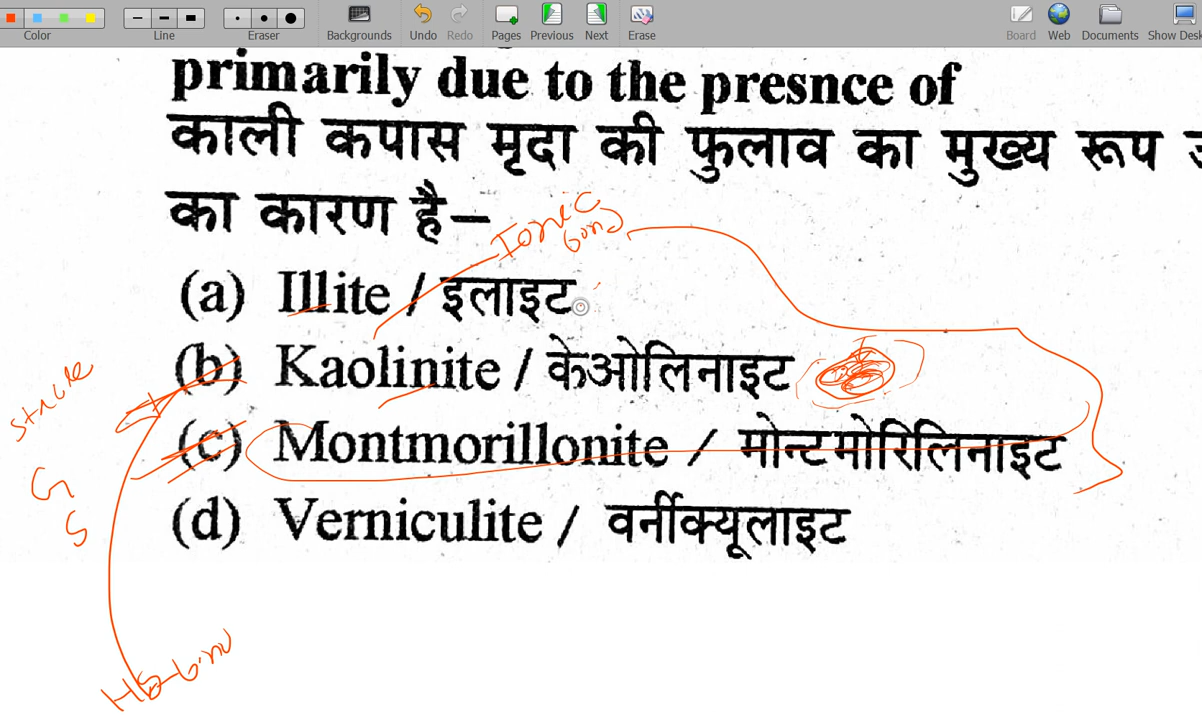 Color Line Eraser Backgrounds Undo Redo Pages Previous Next Erase Board Web Documents Show Desk
primarily due to the presnce of
काली कपास मृदा की फुलाव का मुख्य रूप
का कारण है–
Ionic
bond
(a) Illite / इलाइट
(b) Kaolinite / केओलिनाइट
stable
(c) Montmorillonite / मोन्टमोरिलिनाइट
G
S
(d) Verniculite / वर्नीक्यूलाइट